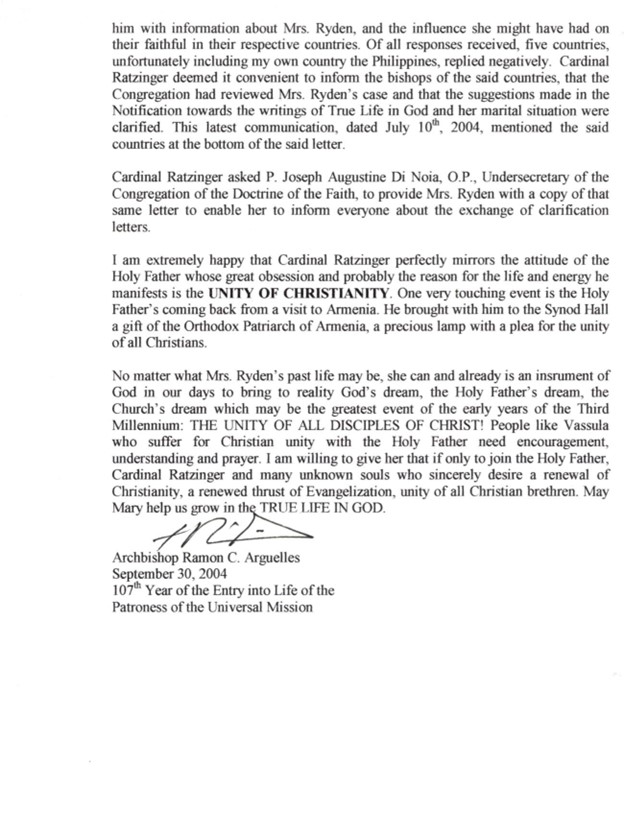 him with information about Mrs. Ryden, and the influence she might have had on
their faithful in their respective countries. Of all responses received, five countries,
unfortunately including my own country the Philippines, replied negatively. Cardinal
Ratzinger deemed it convenient to inform the bishops of the said countries, that the
Congregation had reviewed Mrs. Ryden's case and that the suggestions made in the
Notification towards the writings of True Life in God and her marital situation were
clarified. This latest communication, dated July 10th, 2004, mentioned the said
countries at the bottom of the said letter.
Cardinal Ratzinger asked P. Joseph Augustine Di Noia, O.P., Undersecretary of the
Congregation of the Doctrine of the Faith, to provide Mrs. Ryden with a copy of that
same letter to enable her to inform everyone about the exchange of clarification
letters.
I am extremely happy that Cardinal Ratzinger perfectly mirrors the attitude of the
Holy Father whose great obsession and probably the reason for the life and energy he
manifests is the UNITY OF CHRISTIANITY. One very touching event is the Holy
Father's coming back from a visit to Armenia. He brought with him to the Synod Hall
a gift of the Orthodox Patriarch of Armenia, a precious lamp with a plea for the unity
of all Christians.
No matter what Mrs. Ryden's past life may be, she can and already is an insrument of
God in our days to bring to reality God's dream, the Holy Father's dream, the
Church's dream which may be the greatest event of the early years of the Third
Millennium: THE UNITY OF ALL DISCIPLES OF CHRIST! People like Vassula
who suffer for Christian unity with the Holy Father need encouragement,
understanding and prayer. I am willing to give her that if only to join the Holy Father,
Cardinal Ratzinger and many unknown souls who sincerely desire a renewal of
Christianity, a renewed thrust of Evangelization, unity of all Christian brethren. May
Mary help us grow in the TRUE LIFE IN GOD.
Archbishop Ramon C. Arguelles
September 30, 2004
107th Year of the Entry into Life of the
Patroness of the Universal Mission